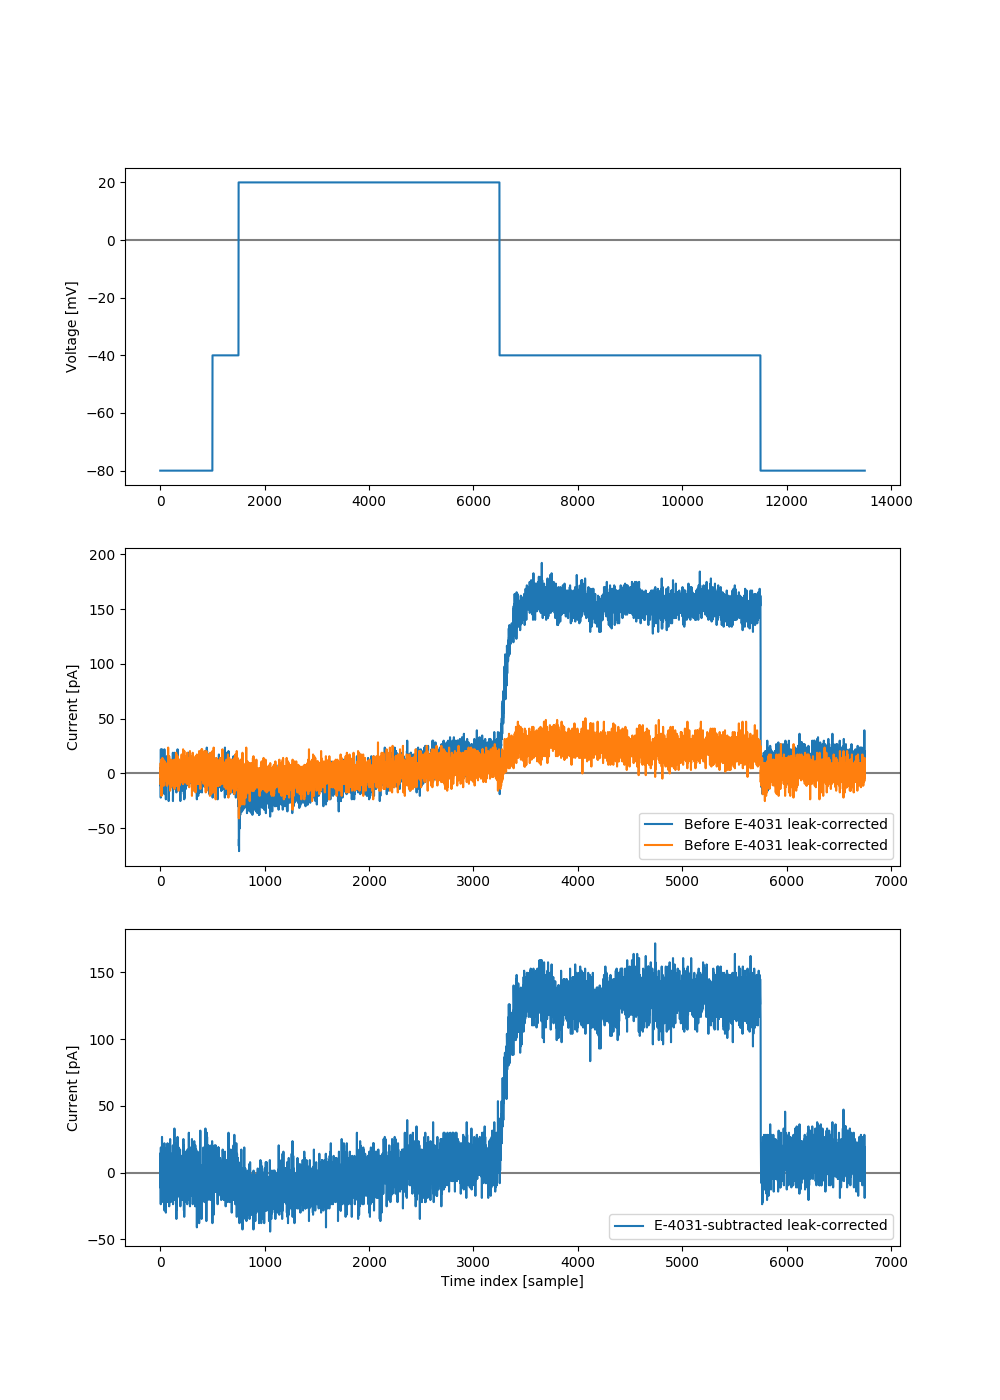 20
0
−20
−40
−60
−80
Voltage [mV]
0 2000 4000 6000 8000 10000 12000 14000
200
150
100
50
0
−50
Current [pA]
Before E-4031 leak-corrected
Before E-4031 leak-corrected
0 1000 2000 3000 4000 5000 6000 7000
150
100
50
0
−50
Current [pA]
E-4031-subtracted leak-corrected
0 1000 2000 3000 4000 5000 6000 7000
Time index [sample]